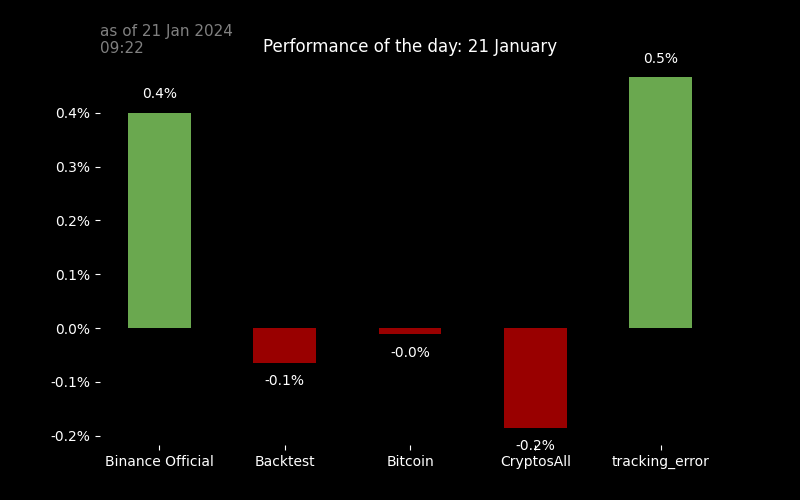 as of 21 Jan 2024
09:22
Performance of the day: 21 January
0.4%
-0.1%
-0.0%
-0.2%
0.5%
0.4%
0.3%
0.2%
0.1%
0.0%
-0.1%
-0.2%
Binance Official
Backtest
Bitcoin
CryptosAll
tracking_error